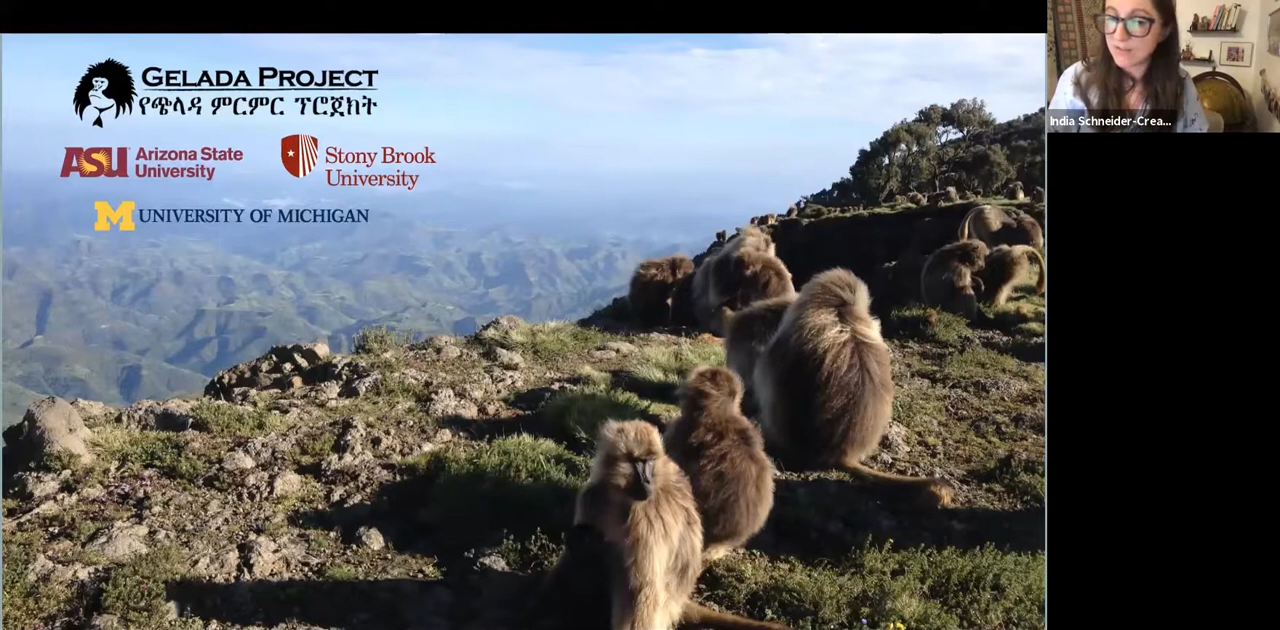 GELADA PROJECT
የጭላዳ ምርምር ፕሮጀክት
ASU Arizona State
University
Stony Brook
University
M UNIVERSITY OF MICHIGAN
India Schneider-Crea...